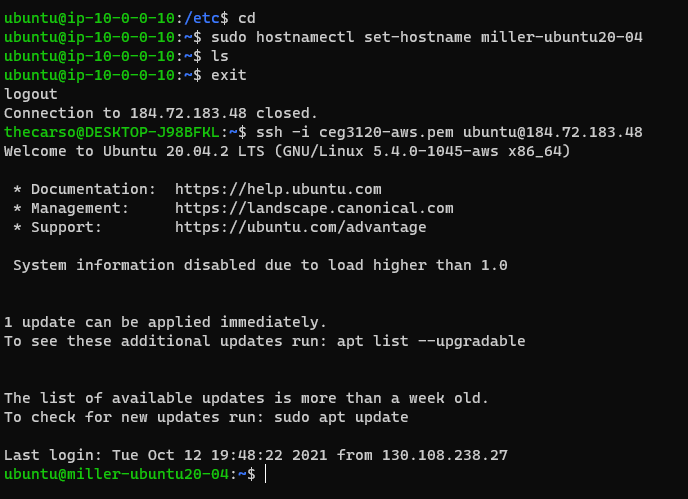 ubuntu@ip-10-0-0-10:/etc$ cd
ubuntu@ip-10-0-0-10:~$ sudo hostnamectl set-hostname miller-ubuntu20-04
ubuntu@ip-10-0-0-10:~$ ls
ubuntu@ip-10-0-0-10:~$ exit
logout
Connection to 184.72.183.48 closed.
thecarso@DESKTOP-J98BFKL:~$ ssh -i ceg3120-aws.pem ubuntu@184.72.183.48
Welcome to Ubuntu 20.04.2 LTS (GNU/Linux 5.4.0-1045-aws x86_64)
* Documentation:  https://help.ubuntu.com
* Management:     https://landscape.canonical.com
* Support:        https://ubuntu.com/advantage
System information disabled due to load higher than 1.0
1 update can be applied immediately.
To see these additional updates run: apt list --upgradable
The list of available updates is more than a week old.
To check for new updates run: sudo apt update
Last login: Tue Oct 12 19:48:22 2021 from 130.108.238.27
ubuntu@miller-ubuntu20-04:~$